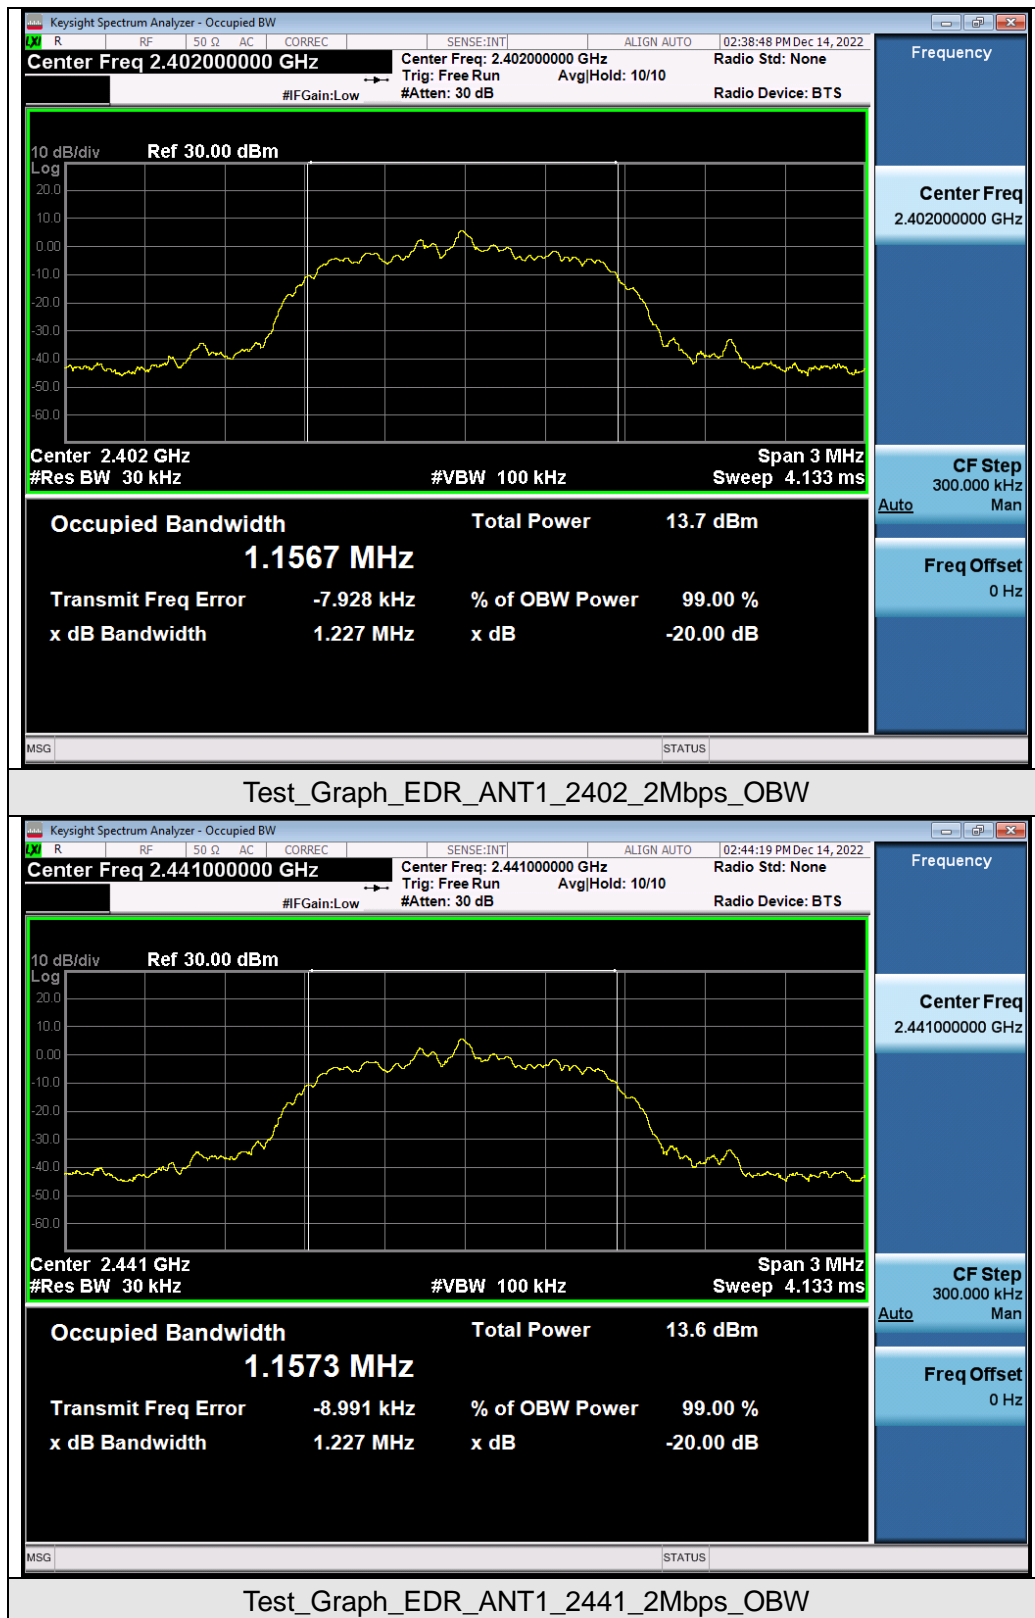 Keysight Spectrum Analyzer - Occupied BW
LXI R RF 50 Ω AC CORREC SENSE:INT ALIGN AUTO 02:38:48 PM Dec 14, 2022
Center Freq 2.402000000 GHz Center Freq: 2.402000000 GHz Radio Std: None
Trig: Free Run Avg|Hold: 10/10
#IFGain:Low #Atten: 30 dB Radio Device: BTS
Frequency
10 dB/div Ref 30.00 dBm
Log
20.0
10.0
0.00
-10.0
-20.0
-30.0
-40.0
-50.0
-60.0
Center 2.402 GHz Span 3 MHz
#Res BW 30 kHz #VBW 100 kHz Sweep 4.133 ms
Center Freq
2.402000000 GHz
CF Step
300.000 kHz
Auto Man
Freq Offset
0 Hz
Occupied Bandwidth Total Power 13.7 dBm
1.1567 MHz
Transmit Freq Error -7.928 kHz % of OBW Power 99.00 %
x dB Bandwidth 1.227 MHz x dB -20.00 dB
MSG STATUS
Test_Graph_EDR_ANT1_2402_2Mbps_OBW
Keysight Spectrum Analyzer - Occupied BW
LXI R RF 50 Ω AC CORREC SENSE:INT ALIGN AUTO 02:44:19 PM Dec 14, 2022
Center Freq 2.441000000 GHz Center Freq: 2.441000000 GHz Radio Std: None
Trig: Free Run Avg|Hold: 10/10
#IFGain:Low #Atten: 30 dB Radio Device: BTS
Frequency
10 dB/div Ref 30.00 dBm
Log
20.0
10.0
0.00
-10.0
-20.0
-30.0
-40.0
-50.0
-60.0
Center 2.441 GHz Span 3 MHz
#Res BW 30 kHz #VBW 100 kHz Sweep 4.133 ms
Center Freq
2.441000000 GHz
CF Step
300.000 kHz
Auto Man
Freq Offset
0 Hz
Occupied Bandwidth Total Power 13.6 dBm
1.1573 MHz
Transmit Freq Error -8.991 kHz % of OBW Power 99.00 %
x dB Bandwidth 1.227 MHz x dB -20.00 dB
MSG STATUS
Test_Graph_EDR_ANT1_2441_2Mbps_OBW